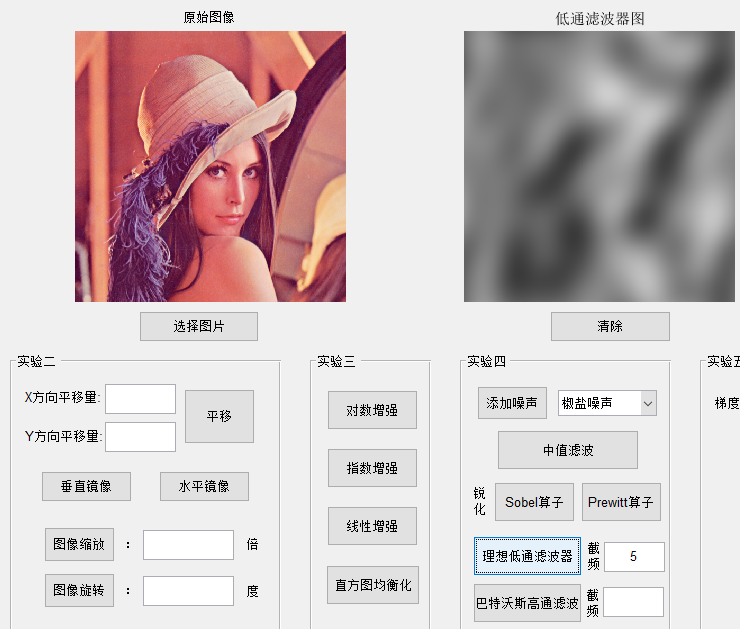 原始图像
低通滤波器图
选择图片
清除
实验二
实验三
实验四
实验五
X方向平移量:
平移
Y方向平移量:
垂直镜像
水平镜像
图像缩放 : 倍
图像旋转 : 度
对数增强
指数增强
线性增强
直方图均衡化
添加噪声 椒盐噪声
中值滤波
锐化 Sobel算子 Prewitt算子
理想低通滤波器 截频 5
巴特沃斯高通滤波 截频
梯度